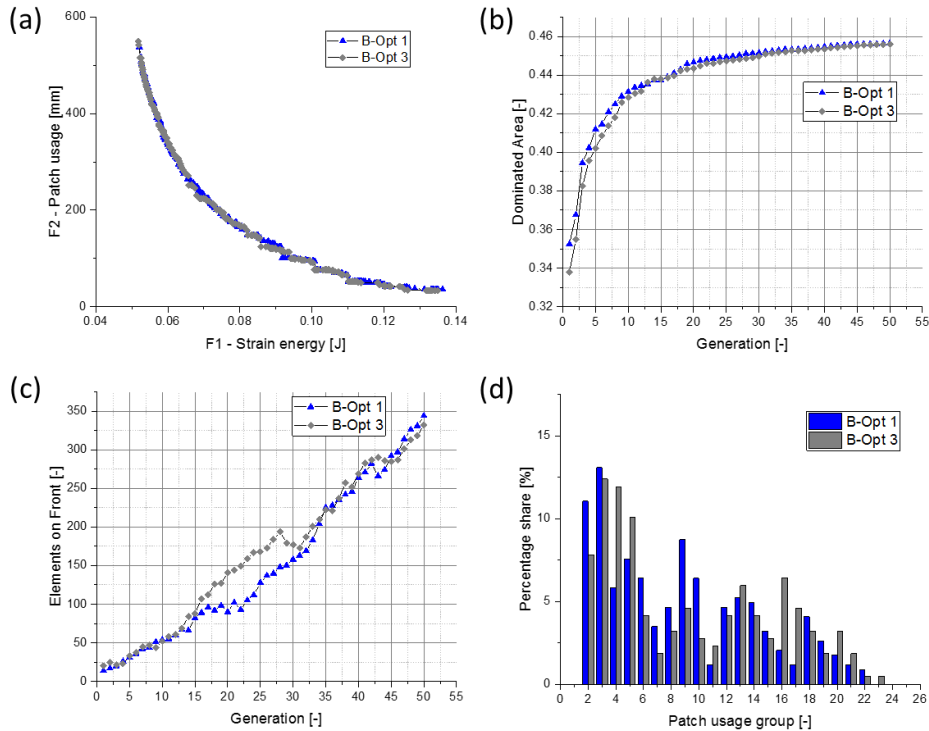 (a)
600
400
200
0
F2 - Patch usage [mm]
B-Opt 1
B-Opt 3
0.04 0.06 0.08 0.10 0.12 0.14
F1 - Strain energy [J]
(b)
0.46
0.44
0.42
0.40
0.38
0.36
0.34
0.32
Dominated Area [-]
B-Opt 1
B-Opt 3
0 5 10 15 20 25 30 35 40 45 50 55
Generation [-]
(c)
350
300
250
200
150
100
50
0
Elements on Front [-]
B-Opt 1
B-Opt 3
0 5 10 15 20 25 30 35 40 45 50 55
Generation [-]
(d)
15
10
5
0
Percentage share [%]
B-Opt 1
B-Opt 3
0 2 4 6 8 10 12 14 16 18 20 22 24 26
Patch usage group [-]